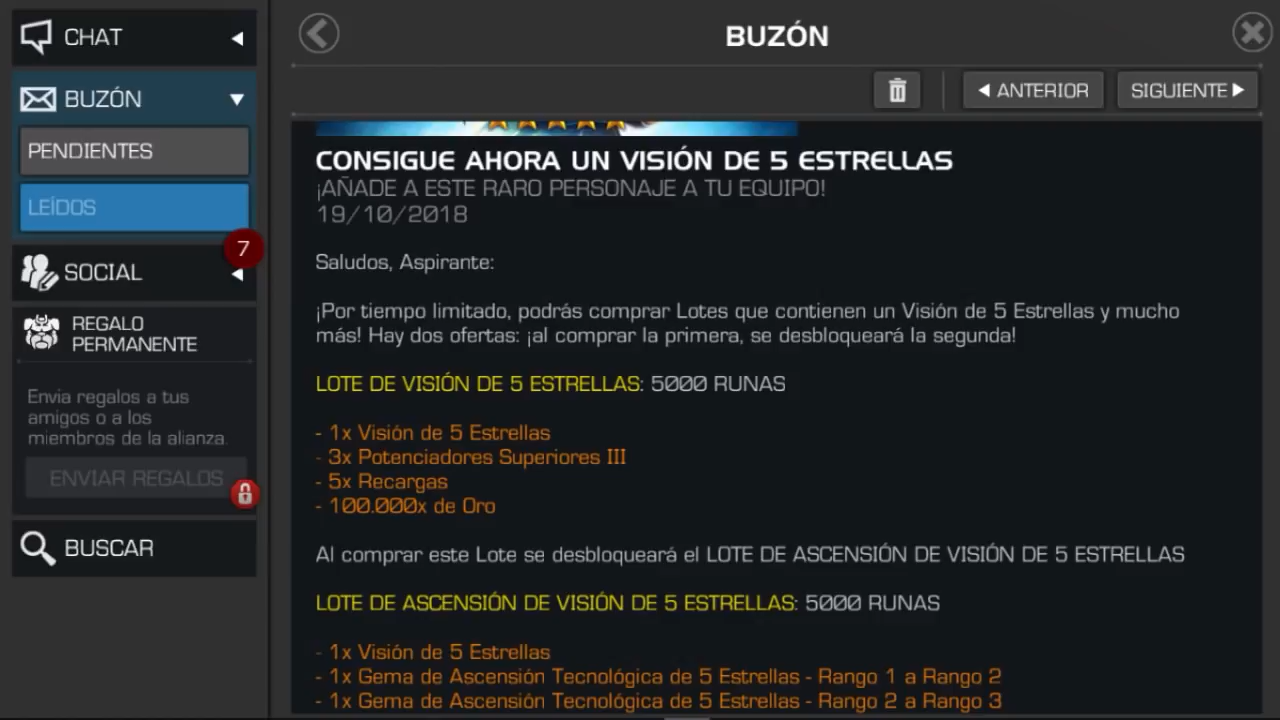 CHAT
BUZÓN
PENDIENTES
LEÍDOS
7
SOCIAL
REGALO
PERMANENTE
Envia regalos a tus
amigos o a los
miembros de la alianza.
ENVIAR REGALOS
BUSCAR
BUZÓN
ANTERIOR
SIGUIENTE
CONSIGUE AHORA UN VISIÓN DE 5 ESTRELLAS
¡AÑADE A ESTE RARO PERSONAJE A TU EQUIPO!
19/10/2018
Saludos, Aspirante:
¡Por tiempo limitado, podrás comprar Lotes que contienen un Visión de 5 Estrellas y mucho
más! Hay dos ofertas: ¡al comprar la primera, se desbloqueará la segunda!
LOTE DE VISIÓN DE 5 ESTRELLAS: 5000 RUNAS
- 1x Visión de 5 Estrellas
- 3x Potenciadores Superiores III
- 5x Recargas
- 100.000x de Oro
Al comprar este Lote se desbloqueará el LOTE DE ASCENSIÓN DE VISIÓN DE 5 ESTRELLAS
LOTE DE ASCENSIÓN DE VISIÓN DE 5 ESTRELLAS: 5000 RUNAS
- 1x Visión de 5 Estrellas
- 1x Gema de Ascensión Tecnológica de 5 Estrellas - Rango 1 a Rango 2
- 1x Gema de Ascensión Tecnológica de 5 Estrellas - Rango 2 a Rango 3